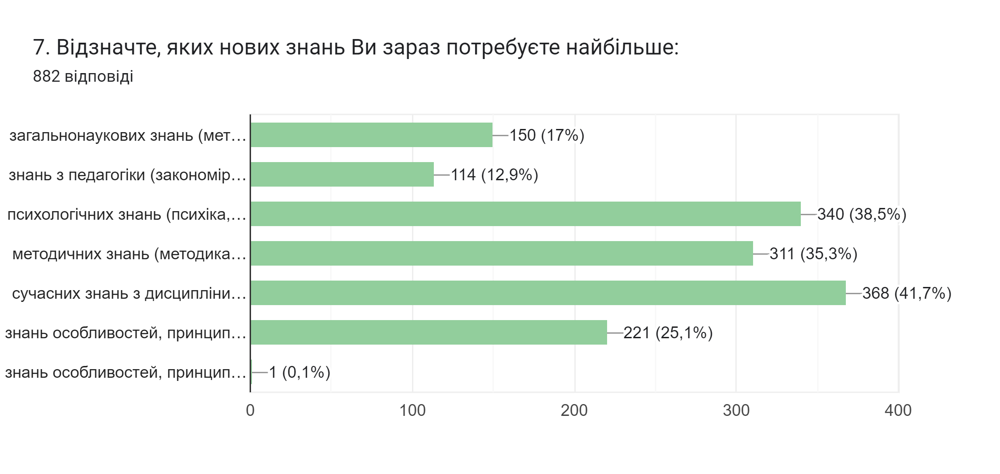 7. Відзначте, яких нових знань Ви зараз потребуєте найбільше:
882 відповіді
загальнонаукових знань (мет… 150 (17%)
знань з педагогіки (закономір… 114 (12,9%)
психологічних знань (психіка,… 340 (38,5%)
методичних знань (методика… 311 (35,3%)
сучасних знань з дисципліни… 368 (41,7%)
знань особливостей, принцип… 221 (25,1%)
знань особливостей, принцип… 1 (0,1%)
0 100 200 300 400